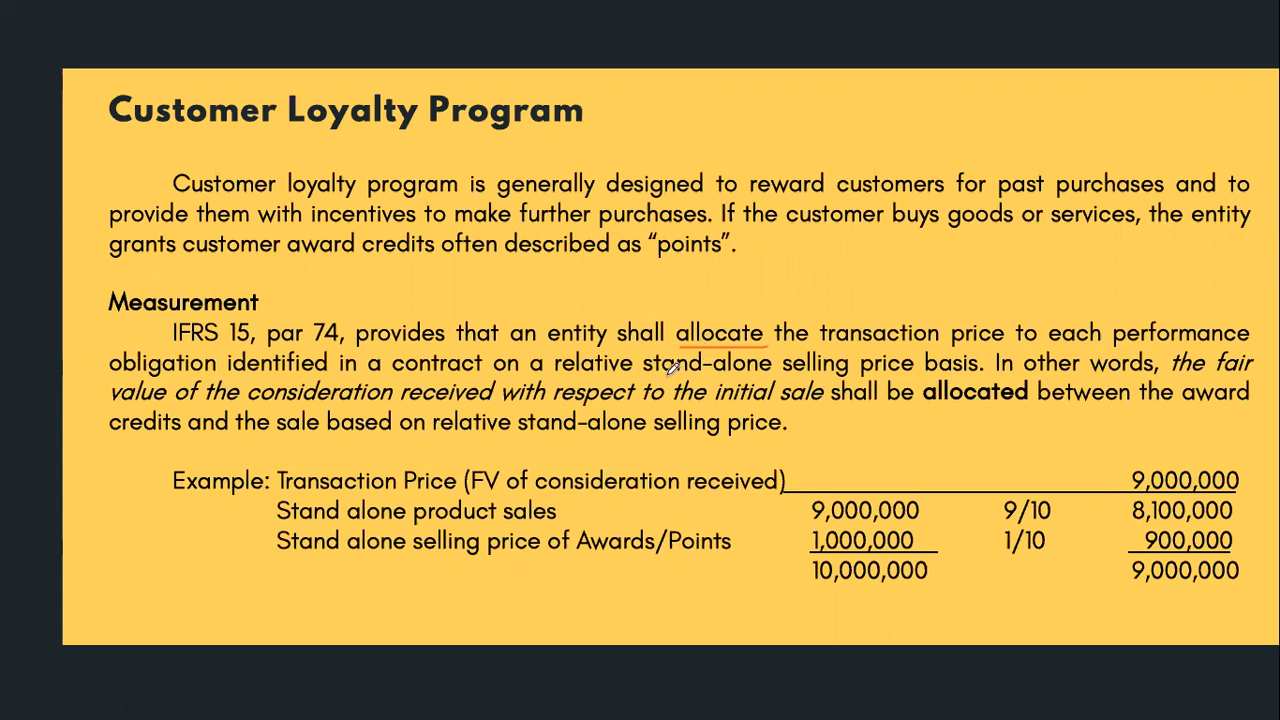 Customer Loyalty Program
Customer loyalty program is generally designed to reward customers for past purchases and to
provide them with incentives to make further purchases. If the customer buys goods or services, the entity
grants customer award credits often described as “points”.
Measurement
IFRS 15, par 74, provides that an entity shall allocate the transaction price to each performance
obligation identified in a contract on a relative stand-alone selling price basis. In other words, the fair
value of the consideration received with respect to the initial sale shall be allocated between the award
credits and the sale based on relative stand-alone selling price.
Example: Transaction Price (FV of consideration received) 9,000,000
Stand alone product sales 9,000,000 9/10 8,100,000
Stand alone selling price of Awards/Points 1,000,000 1/10 900,000
10,000,000 9,000,000